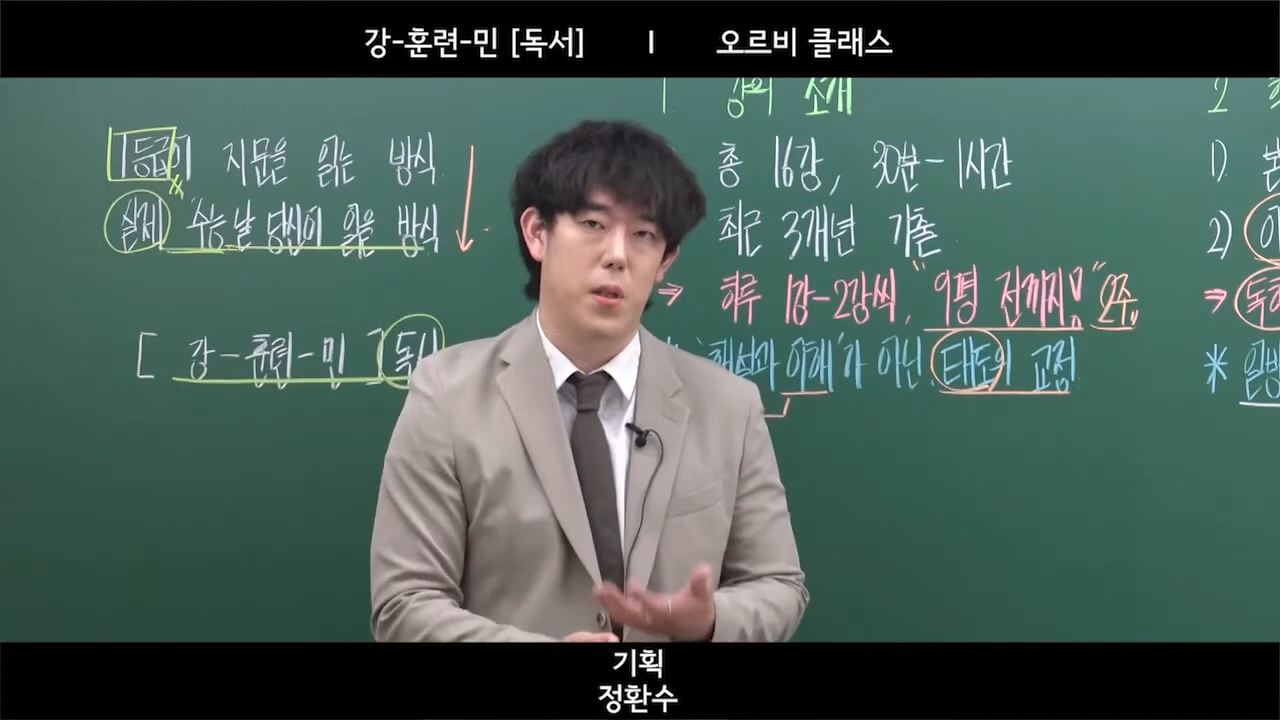 강-훈련-민 [독서] I 오르비 클래스
1등급이 지문을 읽는 방식
실제 수능날 당신이 읽을 방식
[ 강-훈련-민 ] 독서
1. 강의 소개
총 16강, 30분-1시간
최근 3개년 기출
⇒ 하루 1강-2강씩, "9평 전까지!" 2주
해설과 이해"가 아닌, 태도의 교정
2
1)
2)
⇒ 독
* 일방
기획
정환수